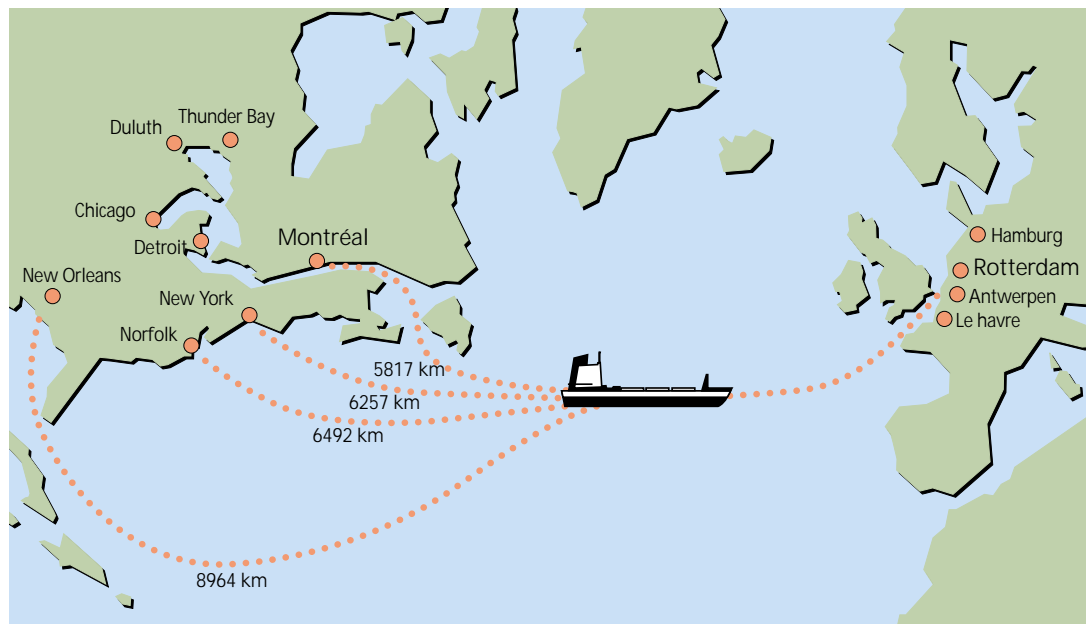 Thunder Bay
Duluth
Chicago
Detroit
Montréal
New Orleans
New York
Norfolk
Hamburg
Rotterdam
Antwerpen
Le havre
5817 km
6257 km
6492 km
8964 km